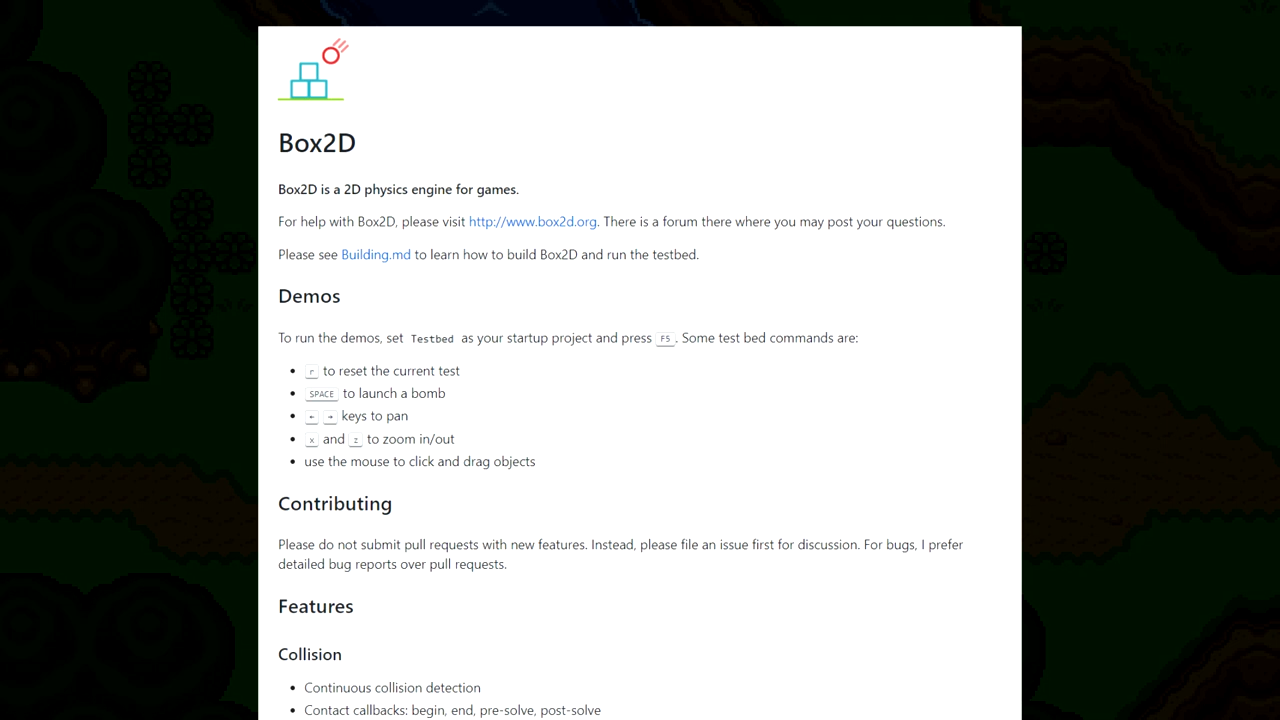 Box2D
Box2D is a 2D physics engine for games.
For help with Box2D, please visit http://www.box2d.org. There is a forum there where you may post your questions.
Please see Building.md to learn how to build Box2D and run the testbed.
Demos
To run the demos, set Testbed as your startup project and press F5. Some test bed commands are:
• r to reset the current test
• SPACE to launch a bomb
• ← → keys to pan
• x and z to zoom in/out
• use the mouse to click and drag objects
Contributing
Please do not submit pull requests with new features. Instead, please file an issue first for discussion. For bugs, I prefer
detailed bug reports over pull requests.
Features
Collision
• Continuous collision detection
• Contact callbacks: begin, end, pre-solve, post-solve